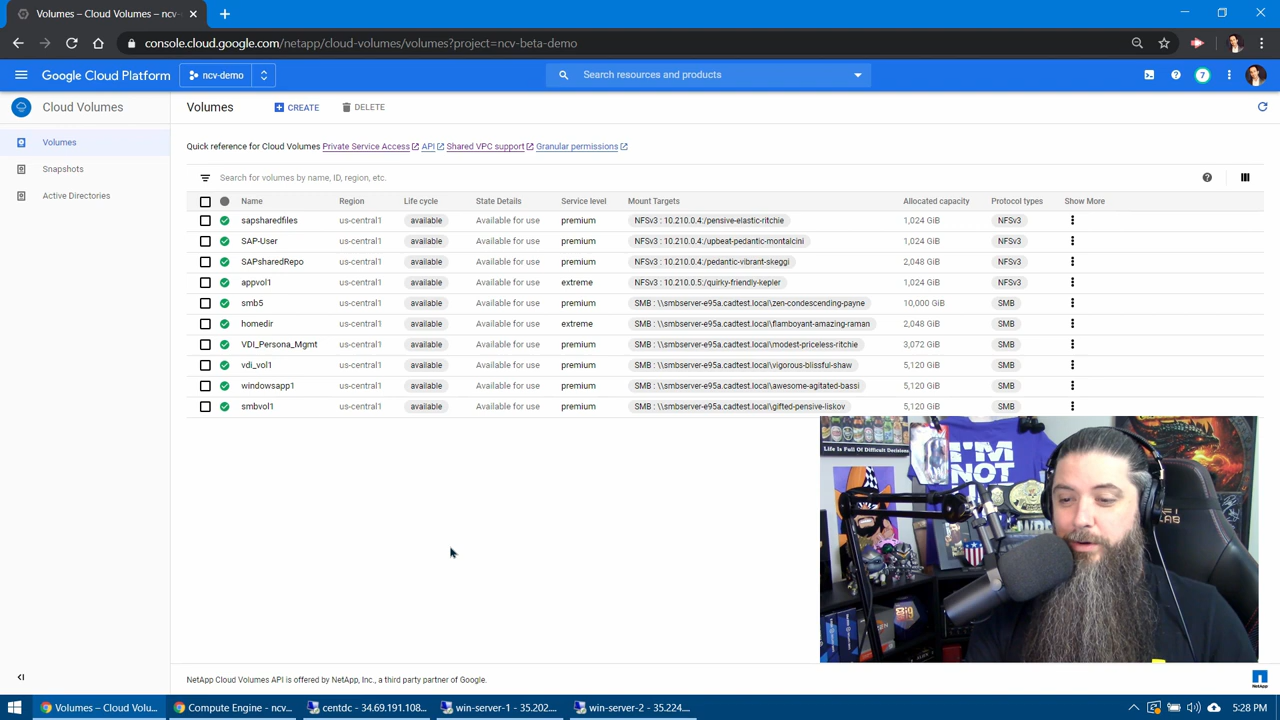 Volumes – Cloud Volumes – ncv-
console.cloud.google.com/netapp/cloud-volumes/volumes?project=ncv-beta-demo
Google Cloud Platform ncv-demo Search resources and products 7
Cloud Volumes Volumes CREATE DELETE
Volumes
Snapshots
Active Directories
Quick reference for Cloud Volumes Private Service Access API Shared VPC support Granular permissions
Search for volumes by name, ID, region, etc.
Name Region Life cycle State Details Service level Mount Targets Allocated capacity Protocol types Show More
sapsharedfiles us-central1 available Available for use premium NFSv3 : 10.210.0.4:/pensive-elastic-ritchie 1,024 GiB NFSv3
SAP-User us-central1 available Available for use premium NFSv3 : 10.210.0.4:/upbeat-pedantic-montalcini 1,024 GiB NFSv3
SAPsharedRepo us-central1 available Available for use premium NFSv3 : 10.210.0.4:/pedantic-vibrant-skeggi 2,048 GiB NFSv3
appvol1 us-central1 available Available for use extreme NFSv3 : 10.210.0.5:/quirky-friendly-kepler 1,024 GiB NFSv3
smb5 us-central1 available Available for use premium SMB : \\smbserver-e95a.cadtest.local\zen-condescending-payne 10,000 GiB SMB
homedir us-central1 available Available for use extreme SMB : \\smbserver-e95a.cadtest.local\flamboyant-amazing-raman 2,048 GiB SMB
VDI_Persona_Mgmt us-central1 available Available for use premium SMB : \\smbserver-e95a.cadtest.local\modest-priceless-ritchie 3,072 GiB SMB
vdi_vol1 us-central1 available Available for use premium SMB : \\smbserver-e95a.cadtest.local\vigorous-blissful-shaw 5,120 GiB SMB
windowsapp1 us-central1 available Available for use premium SMB : \\smbserver-e95a.cadtest.local\awesome-agitated-bassi 5,120 GiB SMB
smbvol1 us-central1 available Available for use premium SMB : \\smbserver-e95a.cadtest.local\gifted-pensive-liskov 5,120 GiB SMB
Life Is Full Of Difficult Decisions
I'M
NOT
NetApp Cloud Volumes API is offered by NetApp, Inc., a third party partner of Google.
NetApp
Volumes – Cloud Volu... Compute Engine - ncv... centdc - 34.69.191.108... win-server-1 - 35.202.... win-server-2 - 35.224.... 5:28 PM